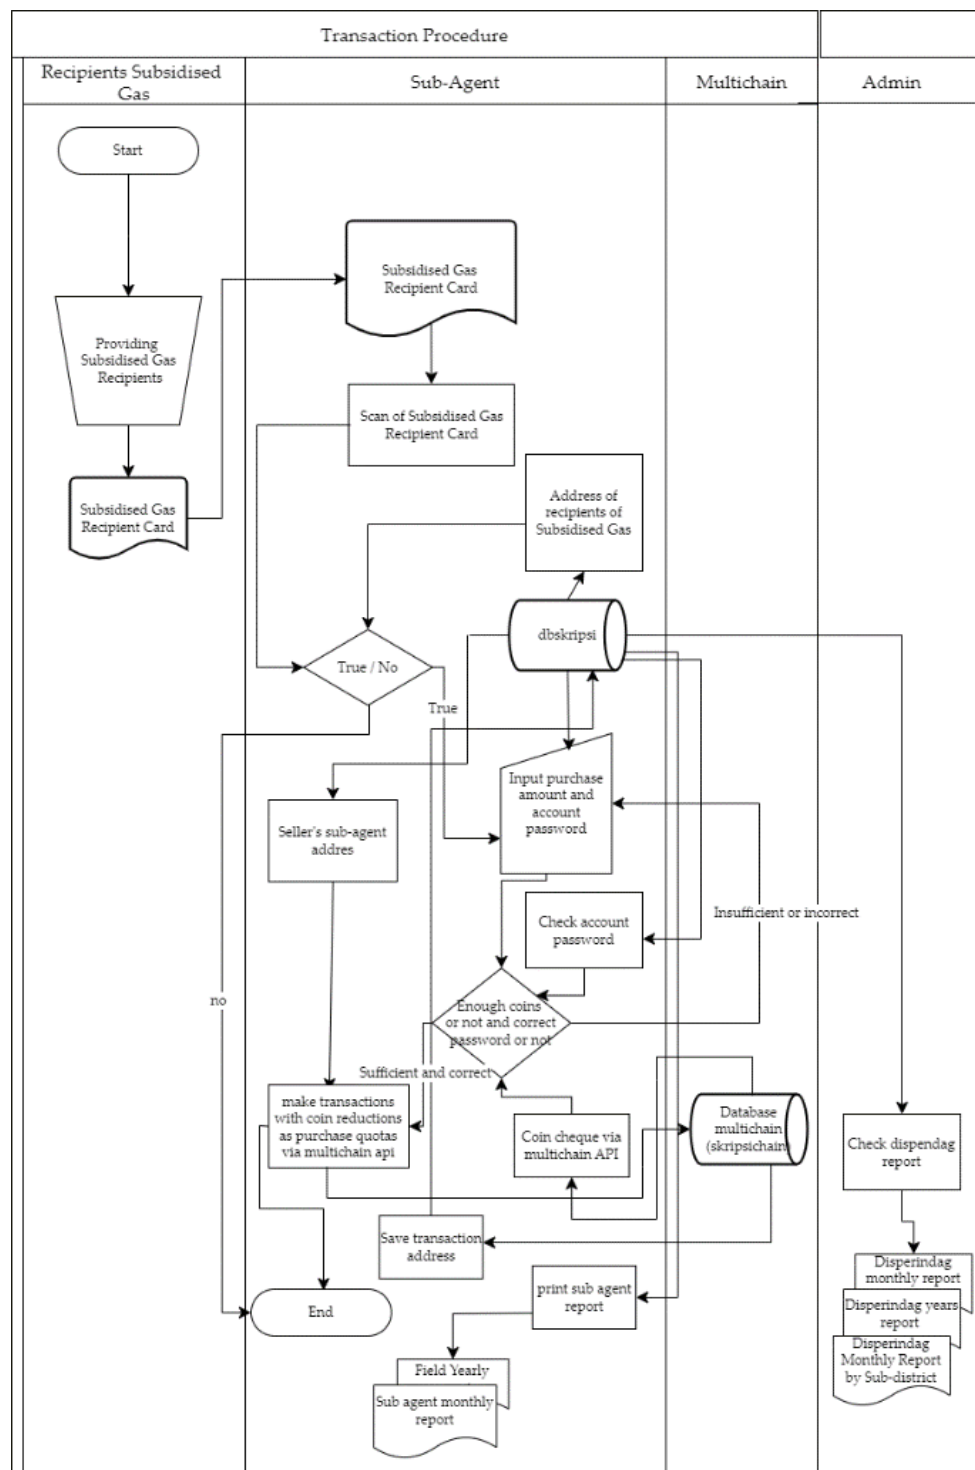 Transaction Procedure
Recipients Subsidised
Gas
Sub-Agent
Multichain
Admin
Start
Subsidised Gas
Recipient Card
Providing
Subsidised Gas
Recipients
Scan of Subsidised Gas
Recipient Card
Subsidised Gas
Recipient Card
Address of
recipients of
Subsidised Gas
dbskripsi
True / No
True
Input purchase
amount and
account
password
Seller's sub-agent
addres
Check account
password
Insufficient or incorrect
no
Enough coins
or not and correct
password or not
Sufficient and correct
make transactions
with coin reductions
as purchase quotas
via multichain api
Coin cheque via
multichain API
Database
multichain
(skripsichain)
Check dispendag
report
Save transaction
address
Disperindag
monthly report
print sub agent
report
End
Disperindag years
report
Disperindag
Monthly Report
by Sub-district
Field Yearly
Sub agent monthly
report